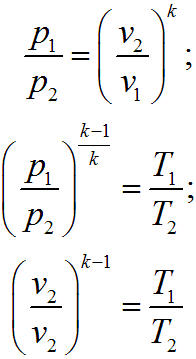 p₁/p₂ = (v₂/v₁)ᵏ ;
(p₁/p₂)^((k−1)/k) = T₁/T₂;
(v₂/v₂)^(k−1) = T₁/T₂